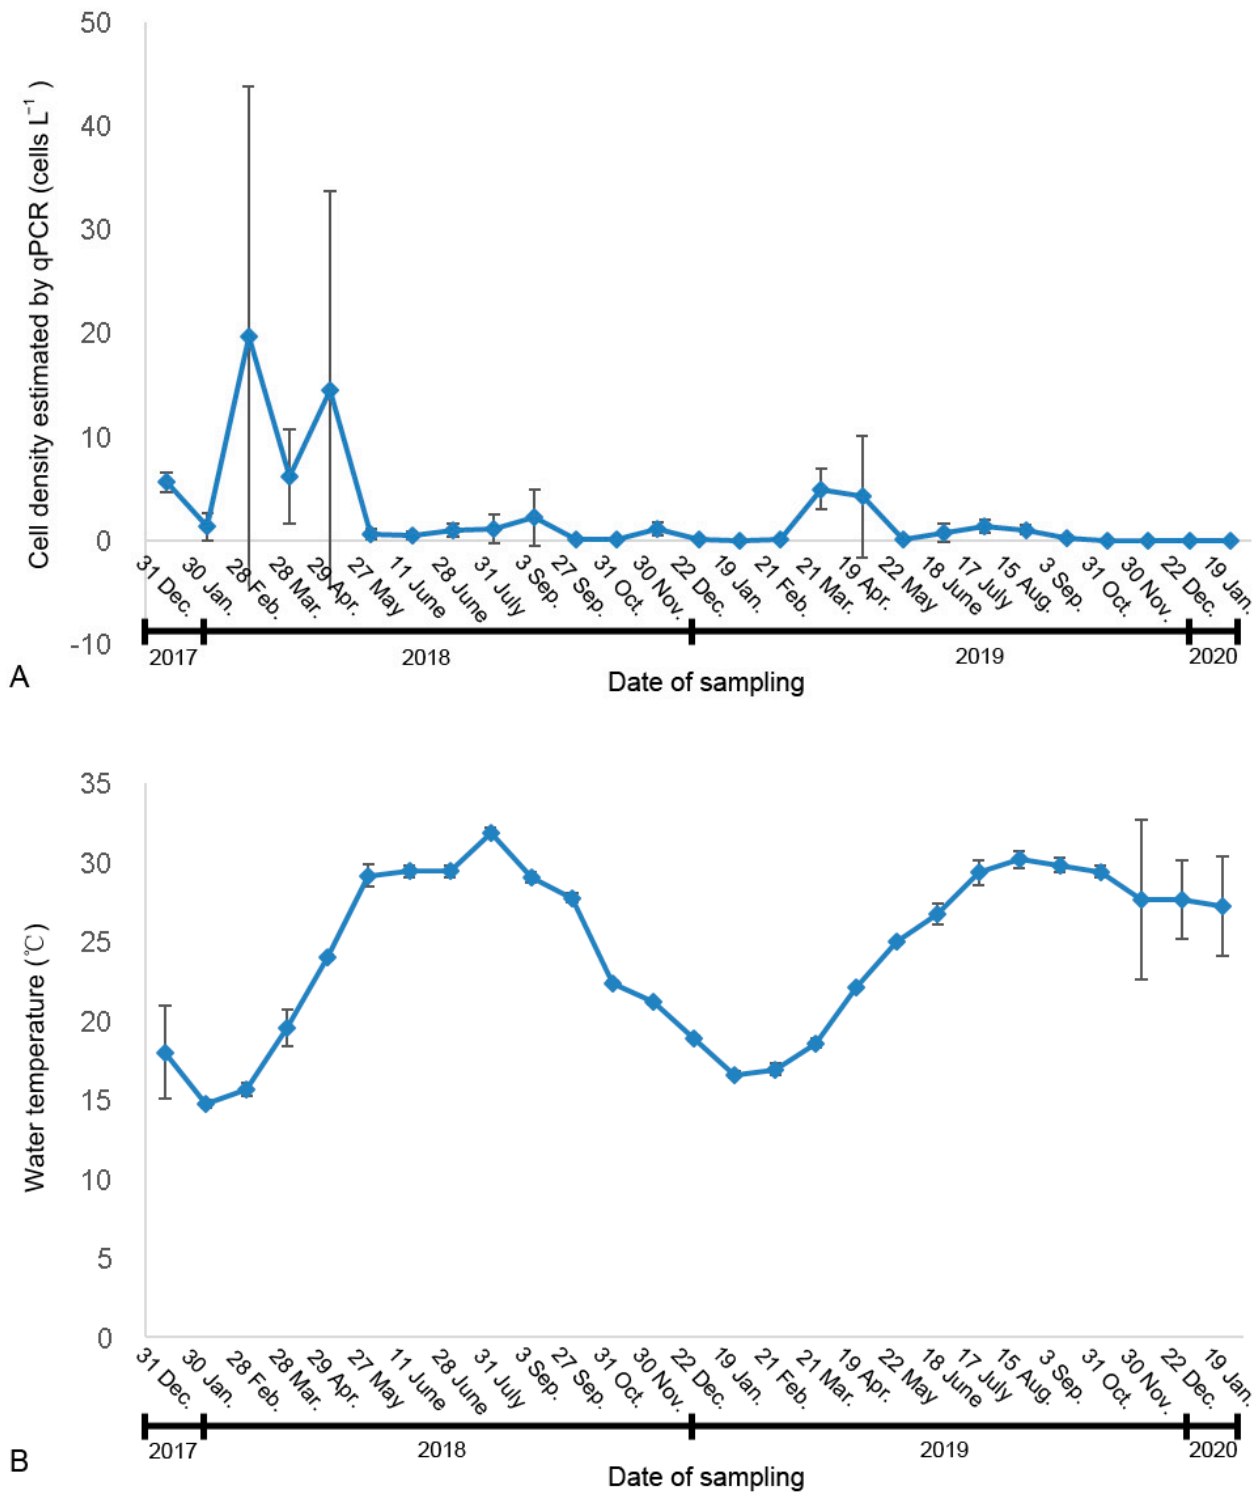 50
40
30
20
10
0
-10
Cell density estimated by qPCR (cells L⁻¹ )
31 Dec.
30 Jan.
28 Feb.
28 Mar.
29 Apr.
27 May
11 June
28 June
31 July
3 Sep.
27 Sep.
31 Oct.
30 Nov.
22 Dec.
19 Jan.
21 Feb.
21 Mar.
19 Apr.
22 May
18 June
17 July
15 Aug.
3 Sep.
31 Oct.
30 Nov.
22 Dec.
19 Jan.
2017 2018 2019 2020
A
Date of sampling
35
30
25
20
15
10
5
0
Water temperature (℃)
31 Dec.
30 Jan.
28 Feb.
28 Mar.
29 Apr.
27 May
11 June
28 June
31 July
3 Sep.
27 Sep.
31 Oct.
30 Nov.
22 Dec.
19 Jan.
21 Feb.
21 Mar.
19 Apr.
22 May
18 June
17 July
15 Aug.
3 Sep.
31 Oct.
30 Nov.
22 Dec.
19 Jan.
2017 2018 2019 2020
B
Date of sampling